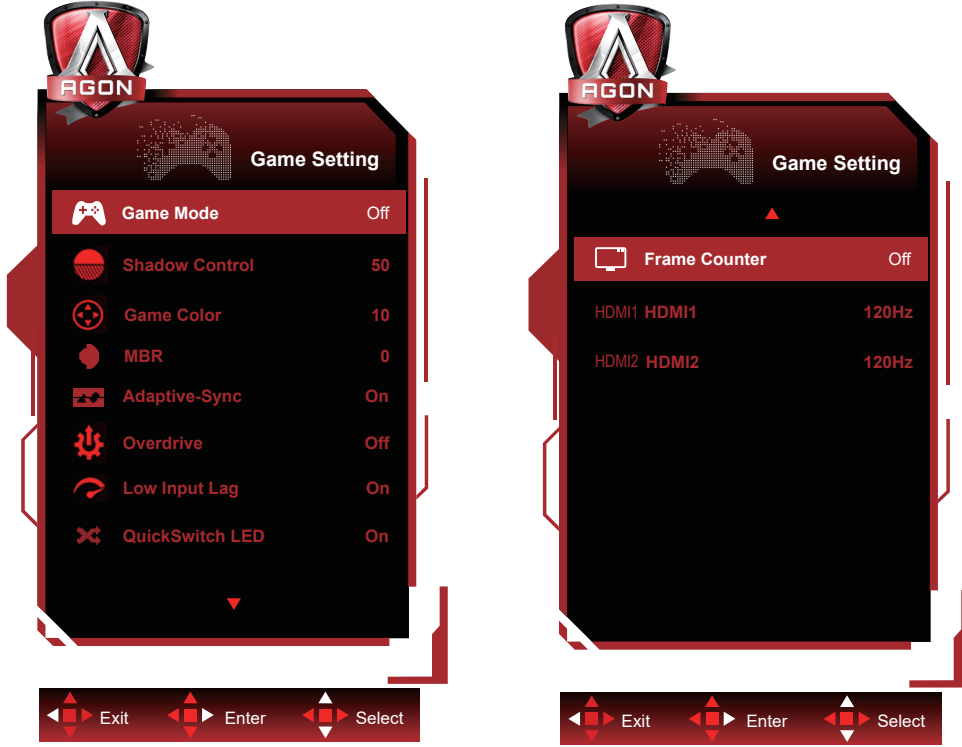 AGON
Game Setting
Game Mode Off
Shadow Control 50
Game Color 10
MBR 0
Adaptive-Sync On
Overdrive Off
Low Input Lag On
QuickSwitch LED On
Exit Enter Select
AGON
Game Setting
Frame Counter Off
HDMI1 HDMI1 120Hz
HDMI2 HDMI2 120Hz
Exit Enter Select